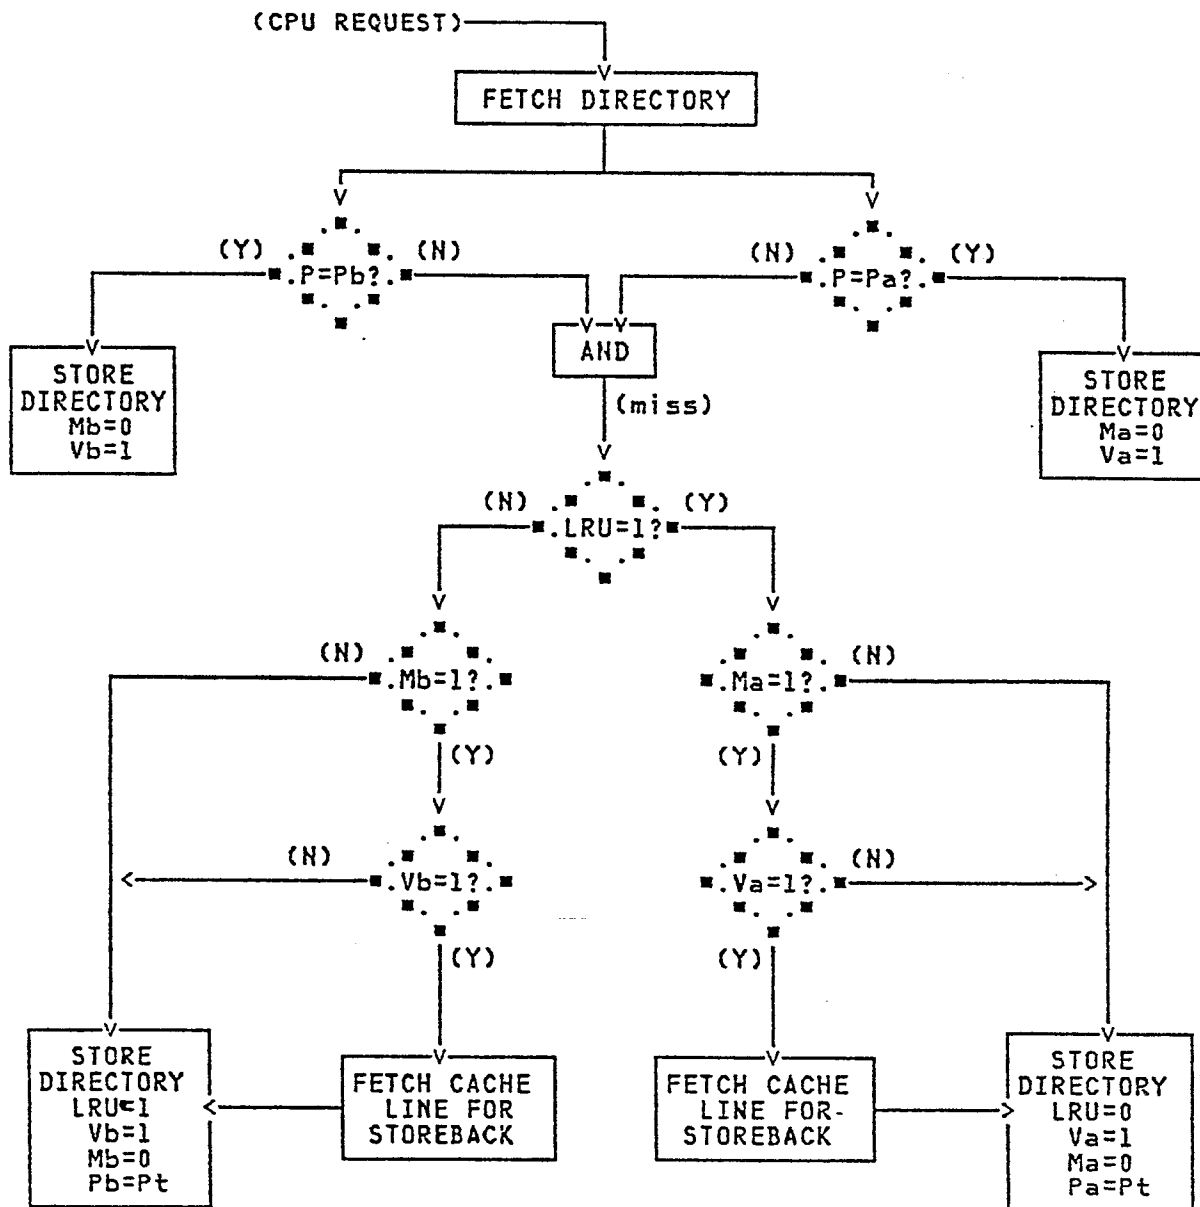 (CPU REQUEST)
FETCH DIRECTORY
(Y)
P=Pb?
(N)
(N)
P=Pa?
(Y)
AND
STORE
DIRECTORY
Mb=0
Vb=1
STORE
DIRECTORY
Ma=0
Va=1
(miss)
(N)
LRU=1?
(Y)
(N)
Mb=1?
(Y)
Ma=1?
(N)
(Y)
(N)
Vb=1?
(Y)
Va=1?
(N)
(Y)
STORE
DIRECTORY
LRU=1
Vb=1
Mb=0
Pb=Pt
FETCH CACHE
LINE FOR
STOREBACK
FETCH CACHE
LINE FOR-
STOREBACK
STORE
DIRECTORY
LRU=0
Va=1
Ma=0
Pa=Pt